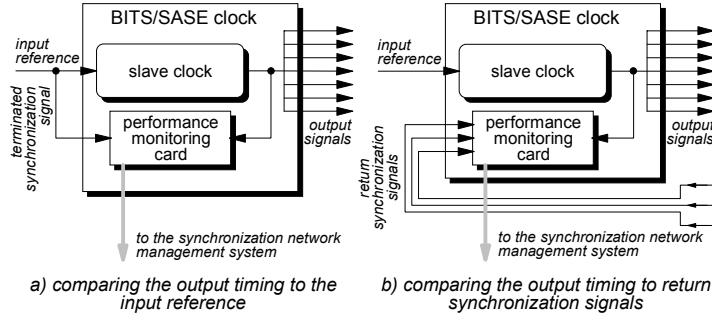 BITS/SASE clock
input
reference
slave clock
terminated
synchronization
signal
performance
monitoring
card
output
signals
to the synchronization network
management system
a) comparing the output timing to the
input reference
BITS/SASE clock
input
reference
slave clock
performance
monitoring
card
return
synchronization
signals
output
signals
to the synchronization network
management system
b) comparing the output timing to return
synchronization signals